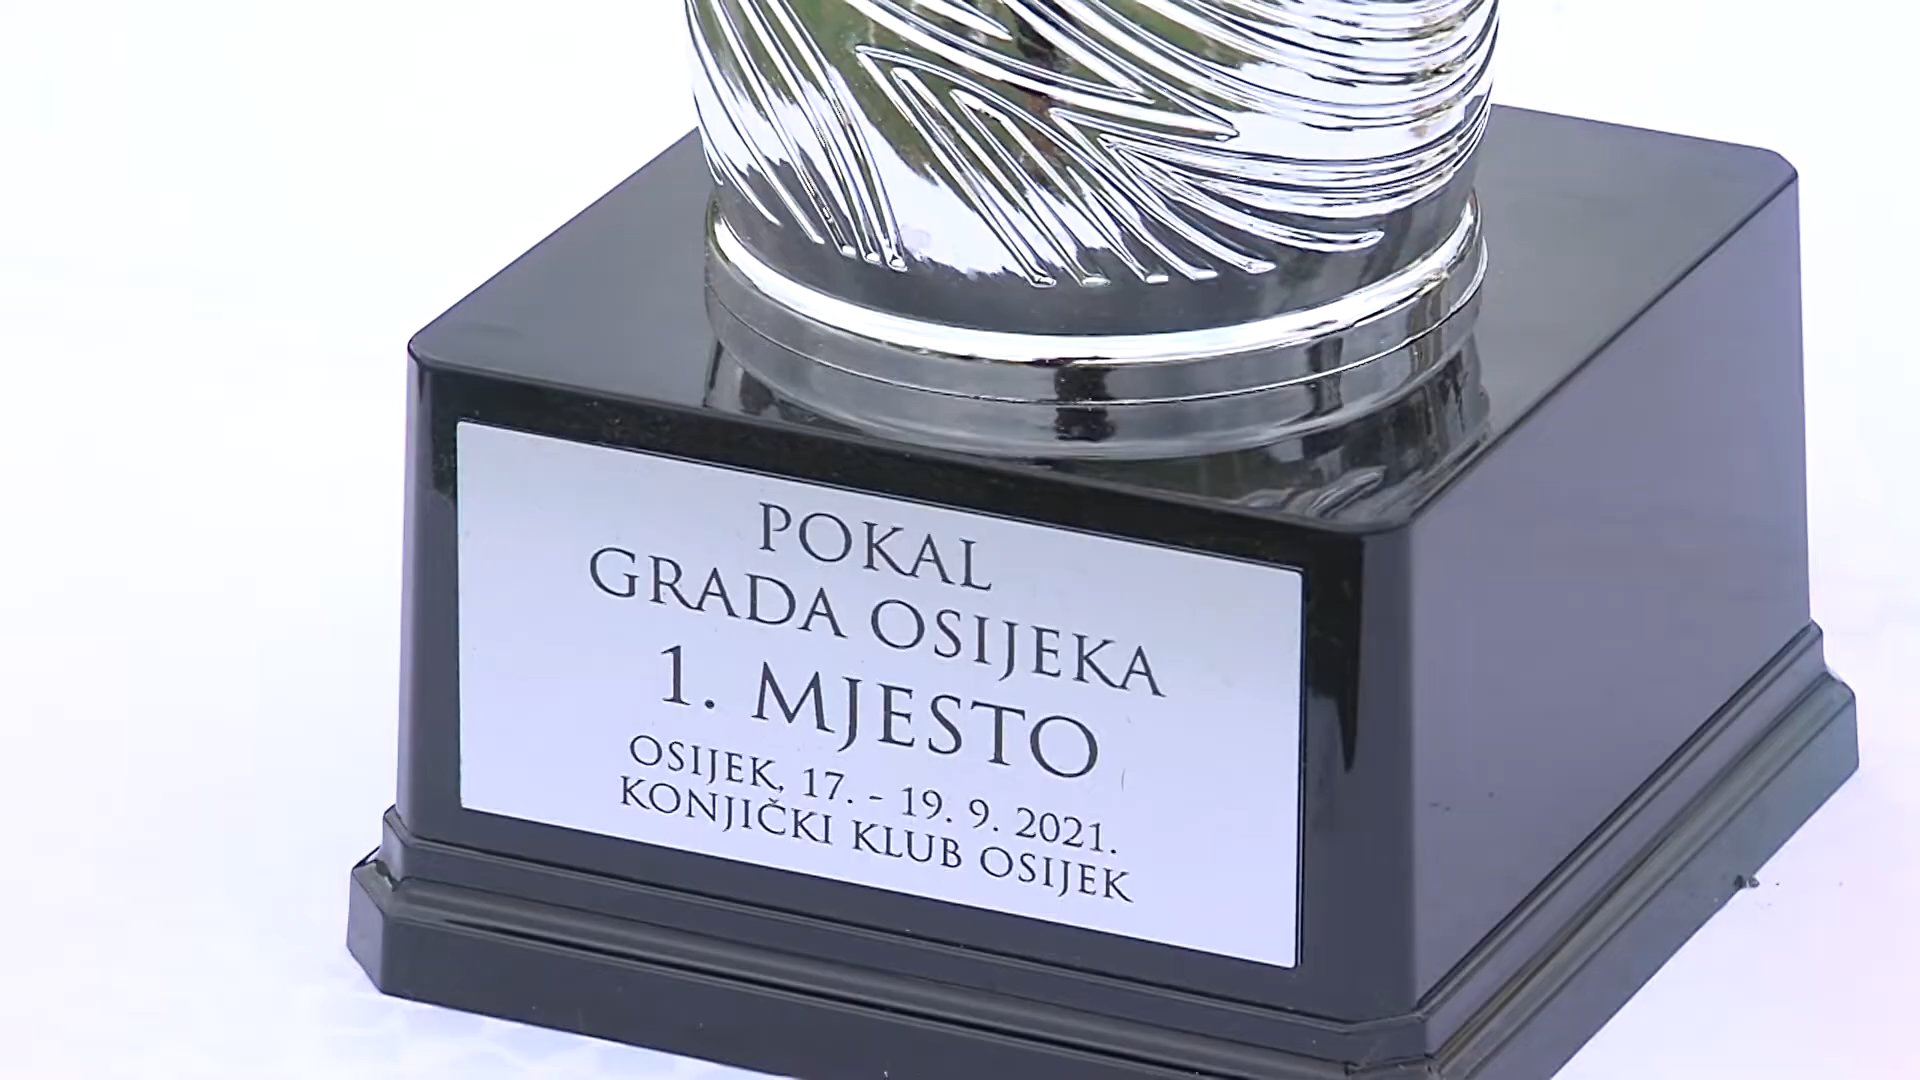 POKAL
GRADA OSIJEKA
1. MJESTO
OSIJEK, 17. - 19. 9. 2021.
KONJIČKI KLUB OSIJEK